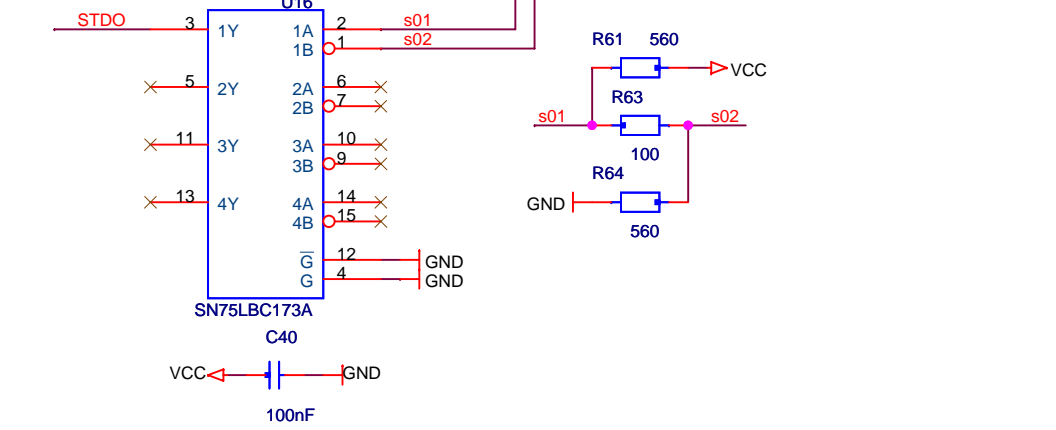 U16
STDO 3 1Y 1A 2 s01
1B 1 s02
5 2Y 2A 6
2B 7
11 3Y 3A 10
3B 9
13 4Y 4A 14
4B 15
G 12 GND
G 4 GND
SN75LBC173A
C40
VCC GND
100nF
R61 560
VCC
R63
s01 s02
100
R64
GND
560